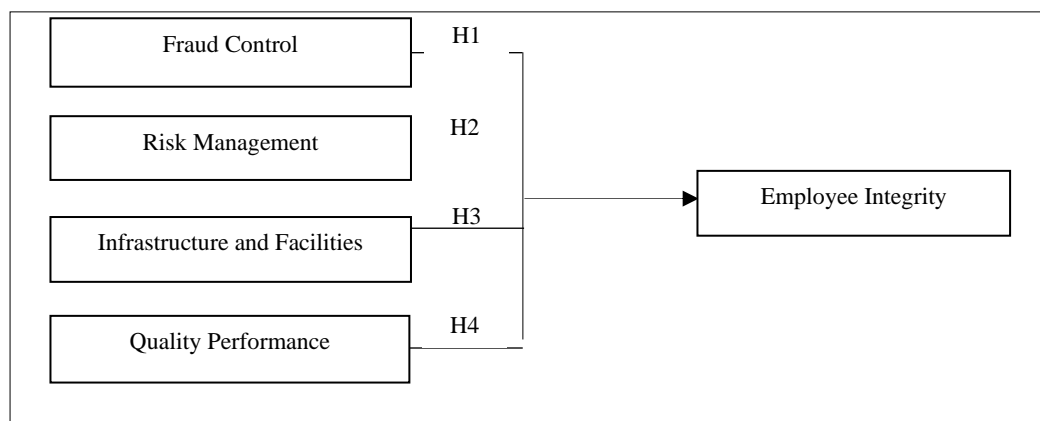 Fraud Control
H1
Risk Management
H2
Infrastructure and Facilities
H3
Employee Integrity
Quality Performance
H4